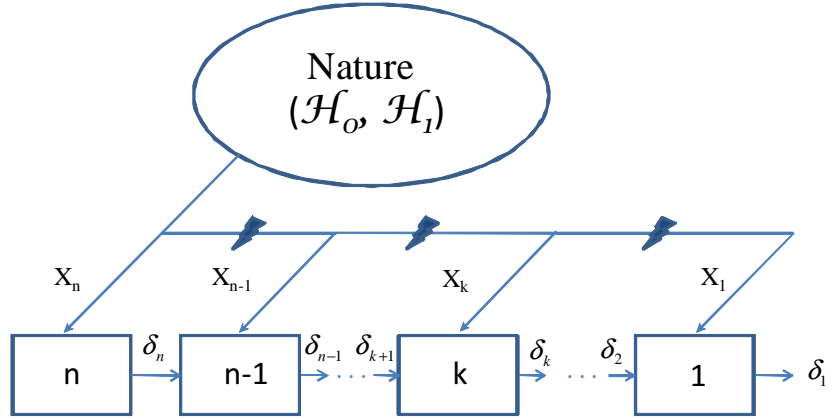 Nature
(ℋ₀, ℋ₁)
Xₙ Xₙ₋₁ Xₖ X₁
n δₙ n-1 δₙ₋₁ · · · δₖ₊₁ k δₖ · · · δ₂ 1 δ₁